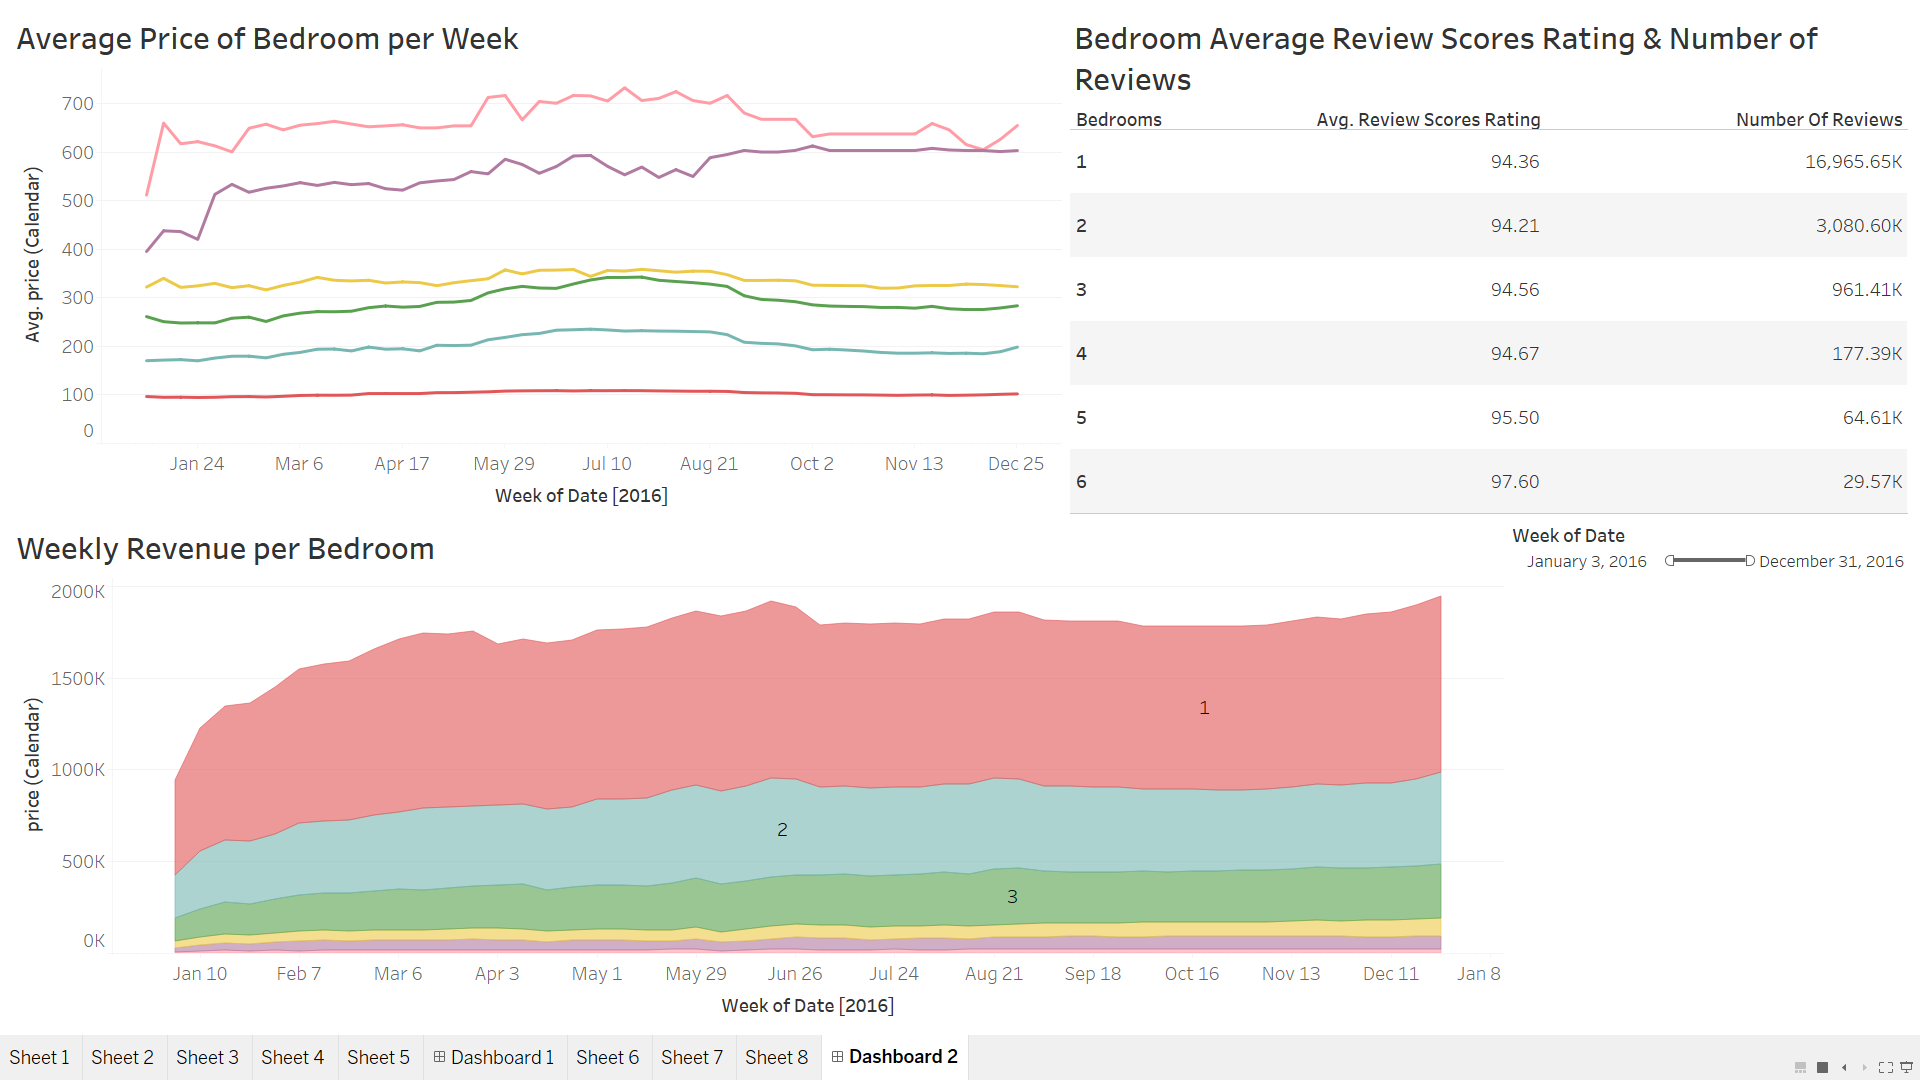 Average Price of Bedroom per Week
700
600
500
400
300
200
100
0
Avg. price (Calendar)
Jan 24 Mar 6 Apr 17 May 29 Jul 10 Aug 21 Oct 2 Nov 13 Dec 25
Week of Date [2016]
Bedroom Average Review Scores Rating & Number of
Reviews
Bedrooms Avg. Review Scores Rating Number Of Reviews
1 94.36 16,965.65K
2 94.21 3,080.60K
3 94.56 961.41K
4 94.67 177.39K
5 95.50 64.61K
6 97.60 29.57K
Weekly Revenue per Bedroom
2000K
1500K
1000K
500K
0K
price (Calendar)
1
2
3
Jan 10 Feb 7 Mar 6 Apr 3 May 1 May 29 Jun 26 Jul 24 Aug 21 Sep 18 Oct 16 Nov 13 Dec 11 Jan 8
Week of Date [2016]
Week of Date
January 3, 2016 December 31, 2016
Sheet 1 Sheet 2 Sheet 3 Sheet 4 Sheet 5 Dashboard 1 Sheet 6 Sheet 7 Sheet 8 Dashboard 2